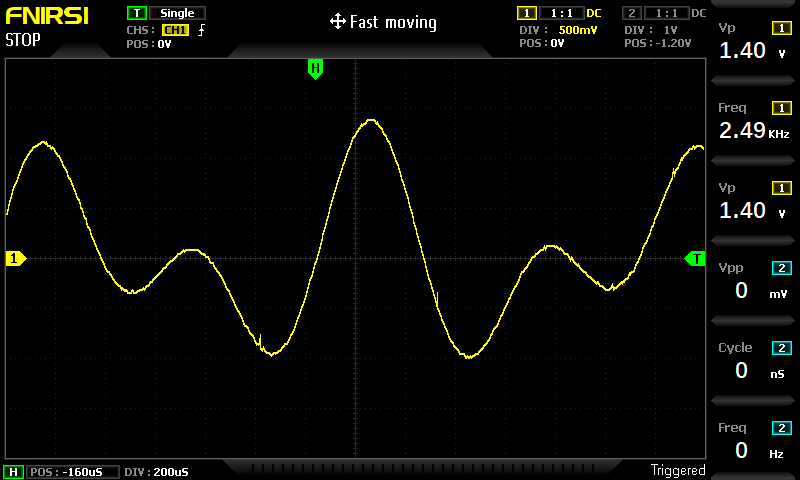 FNIRSI
STOP
T Single
CHS: CH1
POS: 0V
Fast moving
1 1:1 DC
DIV: 500mV
POS: 0V
2 1:1 DC
DIV: 1V
POS: -1.20V
H
1
T
Vp 1
1.40 V
Freq 1
2.49 KHz
Vp 1
1.40 V
Vpp 2
0 mV
Cycle 2
0 nS
Freq 2
0 Hz
H POS: -160uS DIV: 200uS
Triggered